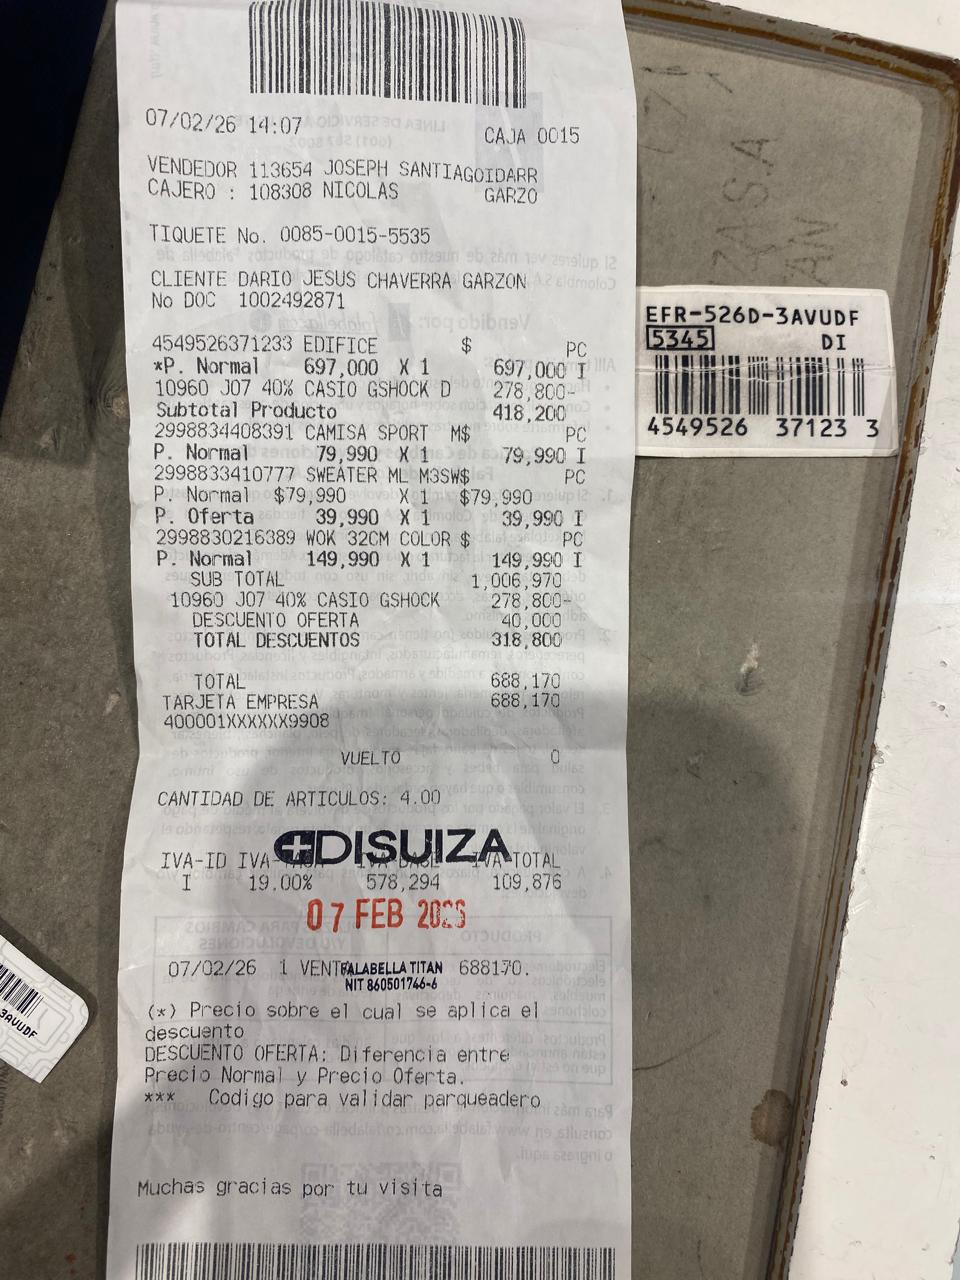 07/02/26 14:07 CAJA 0015
VENDEDOR 113654 JOSEPH SANTIAGOIDARR
CAJERO : 108308 NICOLAS GARZO
TIQUETE No. 0085-0015-5535
CLIENTE DARIO JESUS CHAVERRA GARZON
No DOC 1002492871
4549526371233 EDIFICE $ PC
*P. Normal 697,000 X 1 697,000 I
10960 J07 40% CASIO GSHOCK D 278,800-
Subtotal Producto 418,200
2998834408391 CAMISA SPORT M$ PC
P. Normal 79,990 X 1 79,990 I
2998833410777 SWEATER ML M3SW$ PC
P. Normal $79,990 X 1 $79,990
P. Oferta 39,990 X 1 39,990 I
2998830216389 WOK 32CM COLOR $ PC
P. Normal 149,990 X 1 149,990 I
SUB TOTAL 1,006,970
10960 J07 40% CASIO GSHOCK 278,800-
DESCUENTO OFERTA 40,000
TOTAL DESCUENTOS 318,800
TOTAL 688,170
TARJETA EMPRESA 688,170
400001XXXXXX9908
VUELTO 0
CANTIDAD DE ARTICULOS: 4.00
DISUIZA
IVA-ID IVA-TASA IVA-BASE IVA-TOTAL
I 19.00% 578,294 109,876
07 FEB 2026
07/02/26 1 VENT 688170.
FALABELLA TITAN
NIT 860501746-6
(*) Precio sobre el cual se aplica el
descuento
DESCUENTO OFERTA: Diferencia entre
Precio Normal y Precio Oferta.
*** Codigo para validar parqueadero
Muchas gracias por tu visita
EFR-526D-3AVUDF
5345 DI
4549526 37123 3
3AVUDF